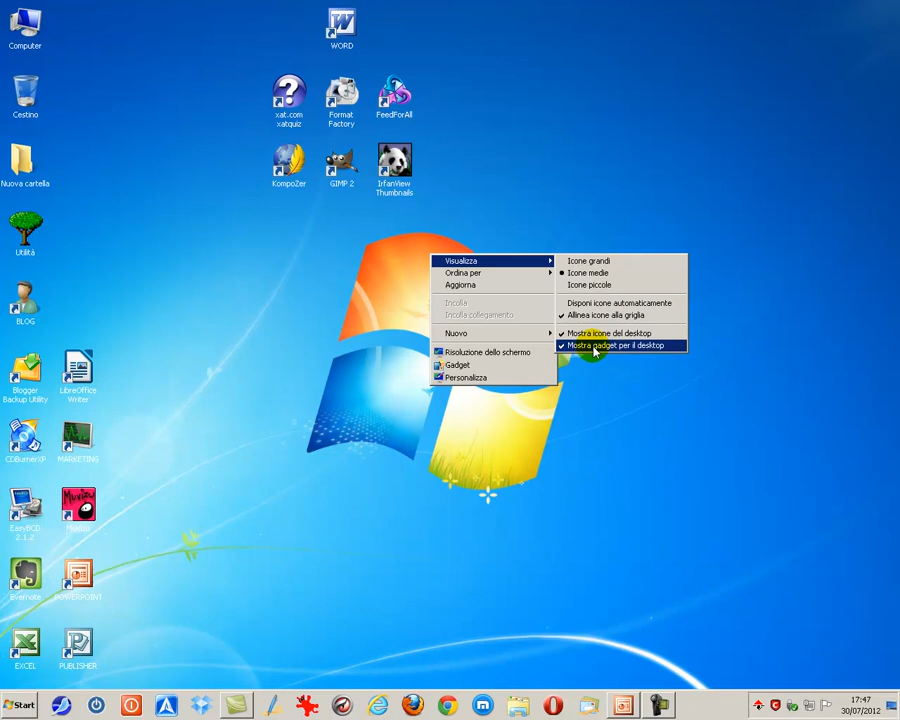 Computer
WORD
Cestino
xat.com
xatquiz
Format
Factory
FeedForAll
Nuova cartella
KompoZer
GIMP 2
IrfanView
Thumbnails
Utilità
BLOG
Blogger
Backup Utility
LibreOffice
Writer
CDBurnerXP
MARKETING
EasyBCD
2.1.2
Evernote
POWERPOINT
EXCEL
PUBLISHER
Visualizza
Ordina per
Aggiorna
Incolla
Incolla collegamento
Nuovo
Risoluzione dello schermo
Gadget
Personalizza
Icone grandi
Icone medie
Icone piccole
Disponi icone automaticamente
Allinea icone alla griglia
Mostra icone del desktop
Mostra gadget per il desktop
Start
17:47
30/07/2012